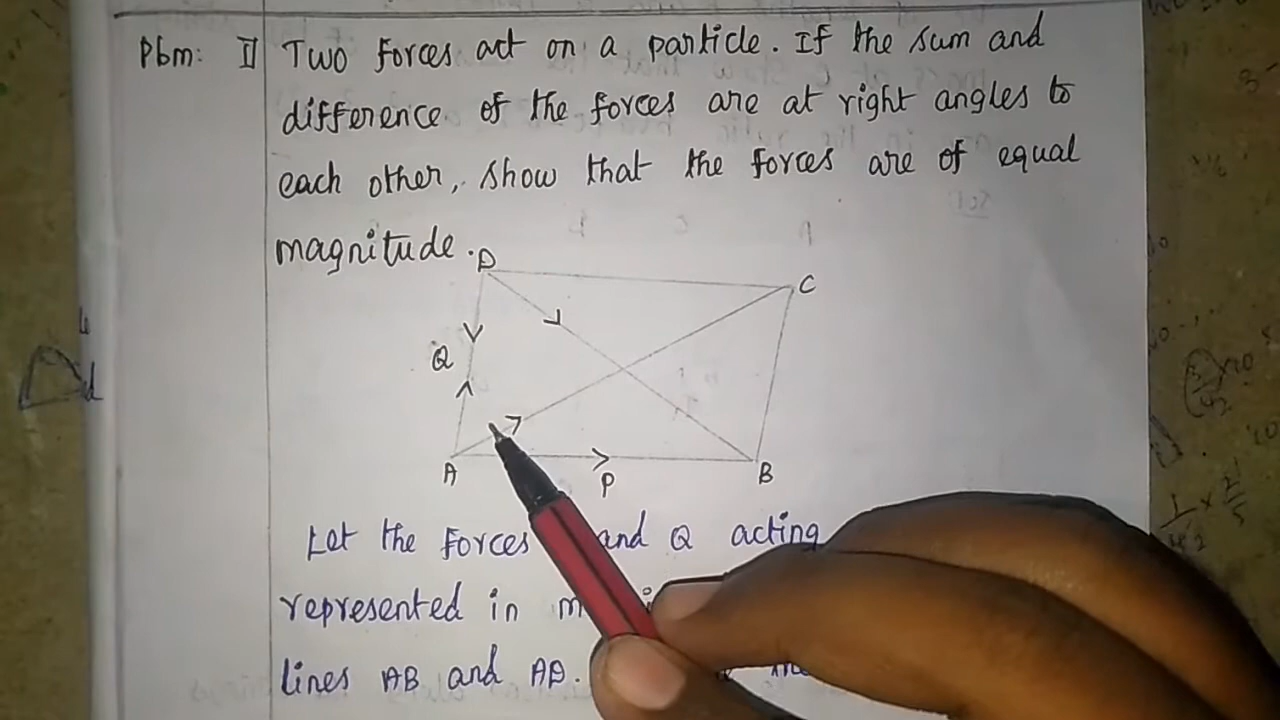 Pbm: II Two forces act on a particle. If the sum and
difference of the forces are at right angles to
each other, show that the forces are of equal
magnitude.
D
C
Q
A
P
B
Let the forces and Q acting
represented in
lines AB and AD.